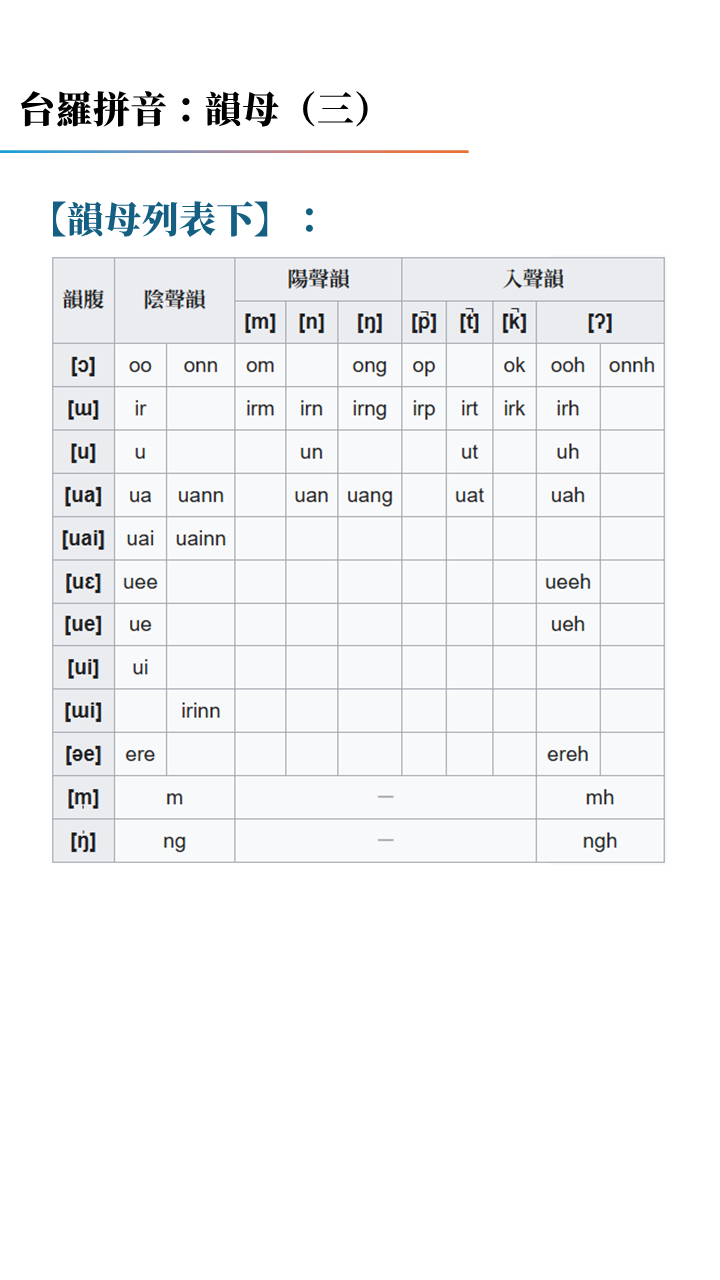 台羅拼音：韻母（三）
【韻母列表下】：
韻腹 陰聲韻 陽聲韻 入聲韻
[m] [n] [ŋ] [p̚] [t̚] [k̚] [ʔ]
[ɔ] oo onn om ong op ok ooh onnh
[ɯ] ir irm irn irng irp irt irk irh
[u] u un ut uh
[ua] ua uann uan uang uat uah
[uai] uai uainn
[uɛ] uee ueeh
[ue] ue ueh
[ui] ui
[ɯi] irinn
[əe] ere ereh
[m̩] m — mh
[ŋ̍] ng — ngh